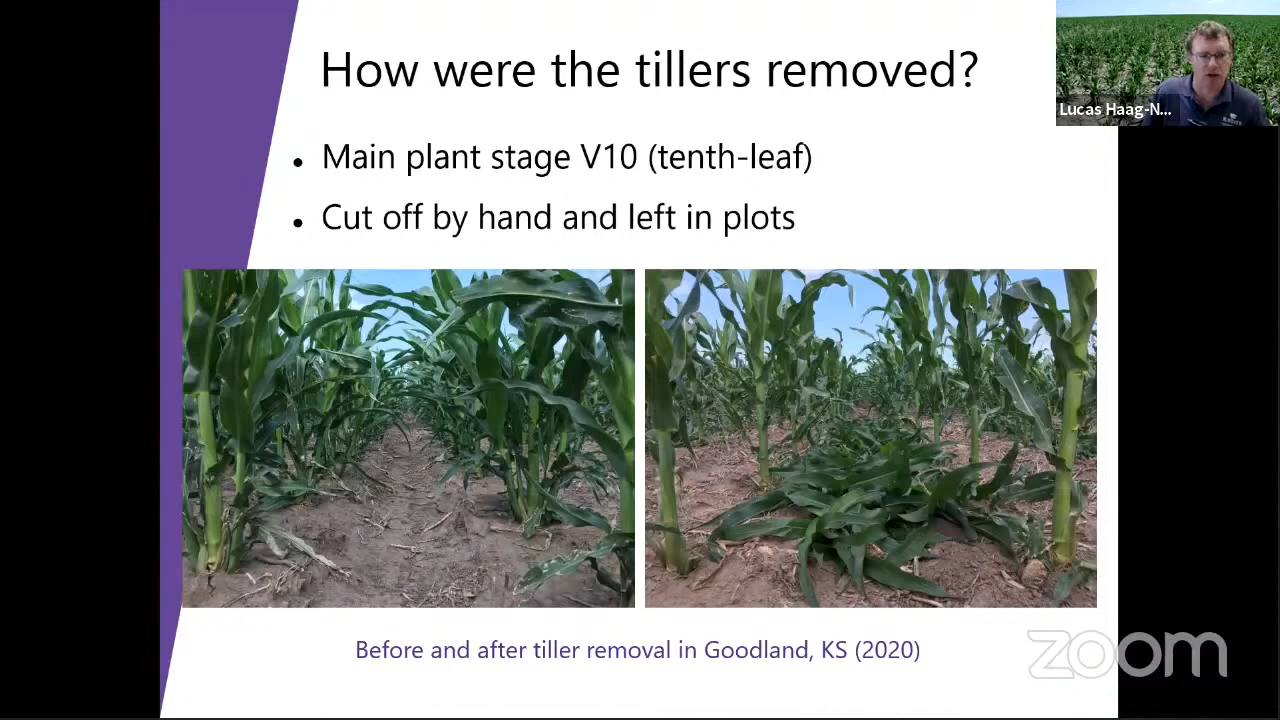 How were the tillers removed?
Lucas Haag-N...
• Main plant stage V10 (tenth-leaf)
• Cut off by hand and left in plots
Before and after tiller removal in Goodland, KS (2020)
zoom